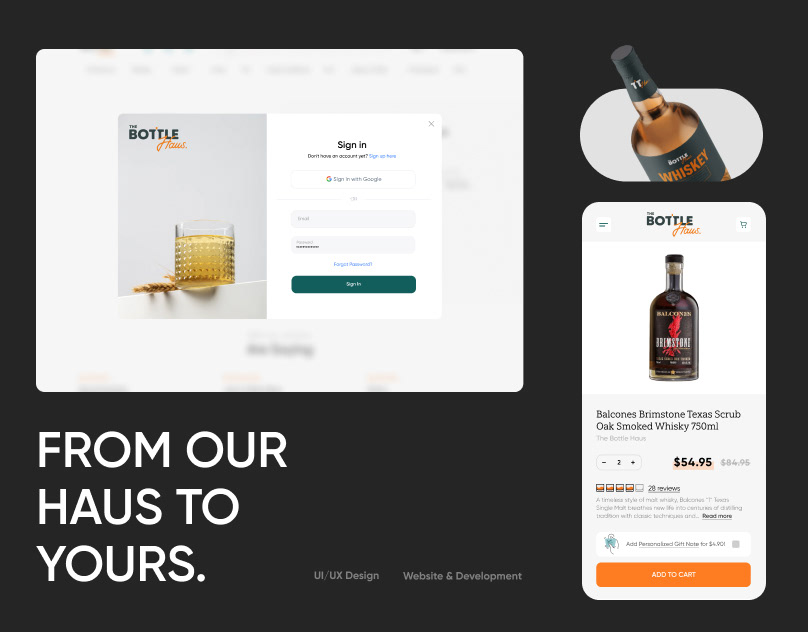 THE
BOTTLE
Haus.
Sign in
Don't have an account yet? Sign up here
Sign in with Google
OR
Email
Password
Forgot Password?
Sign In
Are Saying
TT
BOTTLE
WHISKEY
THE
BOTTLE
Haus.
BALCONES
BRIMSTONE
Balcones Brimstone Texas Scrub
Oak Smoked Whisky 750ml
The Bottle Haus
- 2 +
$54.95 $84.95
28 reviews
A timeless style of malt whisky, Balcones "1" Texas
Single Malt breathes new life into centuries of distilling
tradition with classic techniques and... Read more
Add Personalized Gift Note for $4.90!
ADD TO CART
FROM OUR
HAUS TO
YOURS.
UI/UX Design
Website & Development